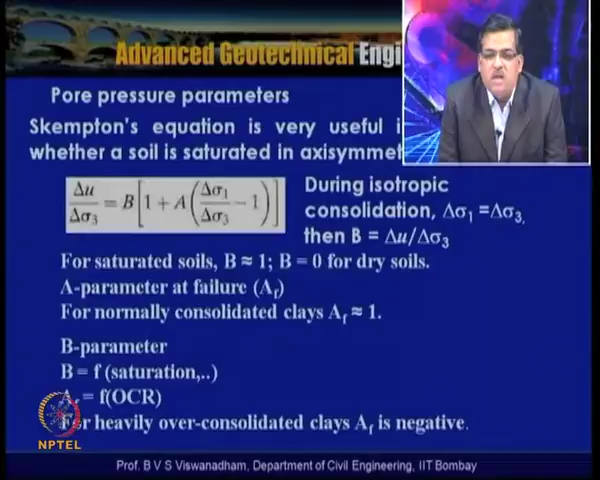 Advanced Geotechnical Engi
Pore pressure parameters
Skempton's equation is very useful i
whether a soil is saturated in axisymmet
Δu/Δσ₃ = B[1 + A(Δσ₁/Δσ₃ − 1)]
During isotropic
consolidation, Δσ₁ =Δσ₃,
then B = Δu/Δσ₃
For saturated soils, B ≈ 1; B = 0 for dry soils.
A-parameter at failure (A_f)
For normally consolidated clays A_f ≈ 1.
B-parameter
B = f (saturation,..)
= f(OCR)
For heavily over-consolidated clays A_f is negative.
NPTEL
Prof. B V S Viswanadham, Department of Civil Engineering, IIT Bombay